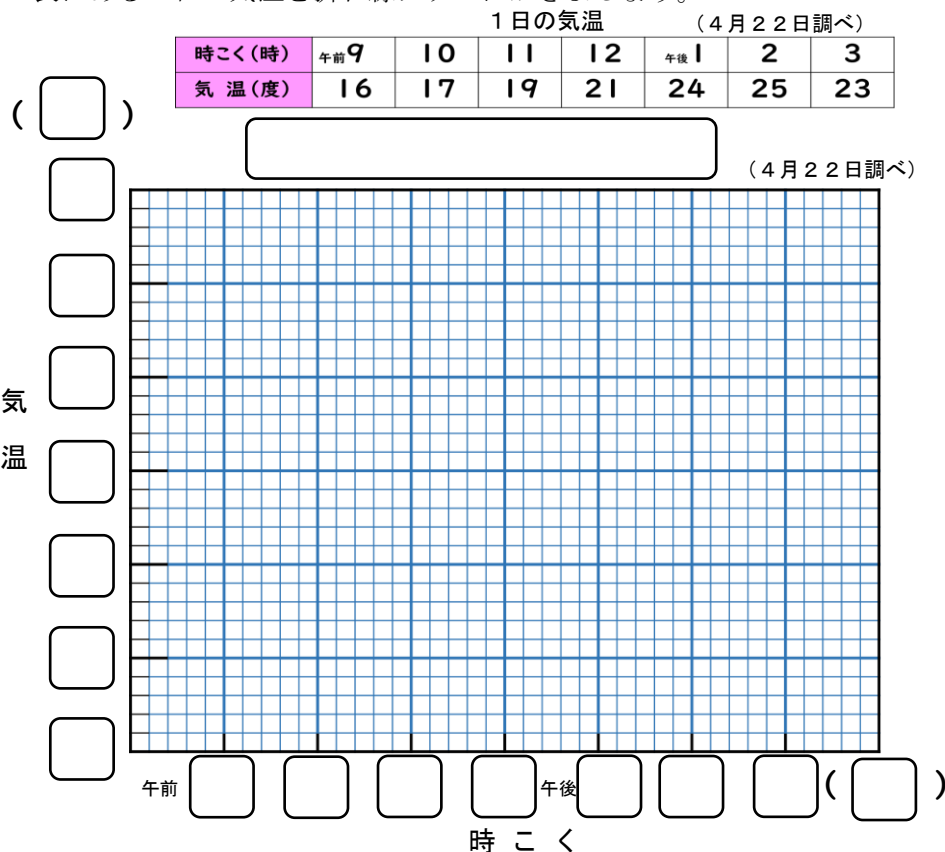 １日の気温 （４月２２日調べ）
時こく(時) 午前9 10 11 12 午後1 2 3
気 温(度) 16 17 19 21 24 25 23
( )
（４月２２日調べ）
気
温
午前 午後 ( )
時 こ く